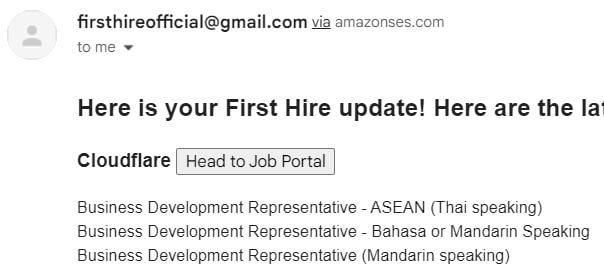 firsthireofficial@gmail.com via amazonses.com
to me
Here is your First Hire update! Here are the
Cloudflare Head to Job Portal
Business Development Representative - ASEAN (Thai speaking)
Business Development Representative - Bahasa or Mandarin Speaking
Business Development Representative (Mandarin speaking)